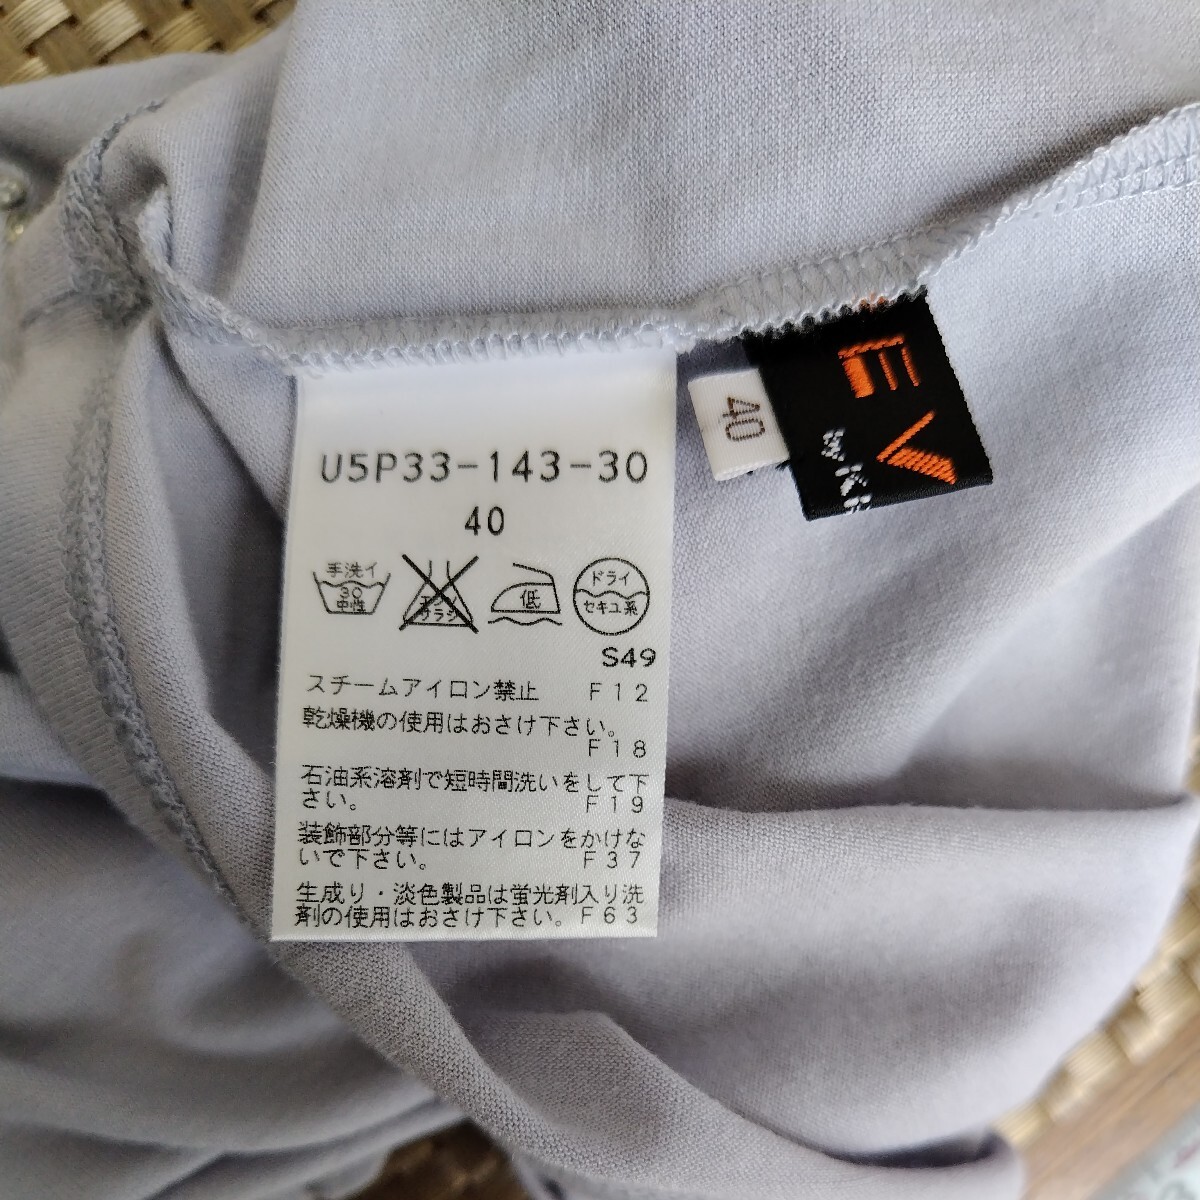 U5P33-143-30
40
手洗イ
30
中性
エンソ
サラシ
低
ドライ
セキユ系
S49
スチームアイロン禁止 F12
乾燥機の使用はおさけ下さい。
F18
石油系溶剤で短時間洗いをして下
さい。 F19
装飾部分等にはアイロンをかけな
いで下さい。 F37
生成り・淡色製品は蛍光剤入り洗
剤の使用はおさけ下さい。F63
40
EV